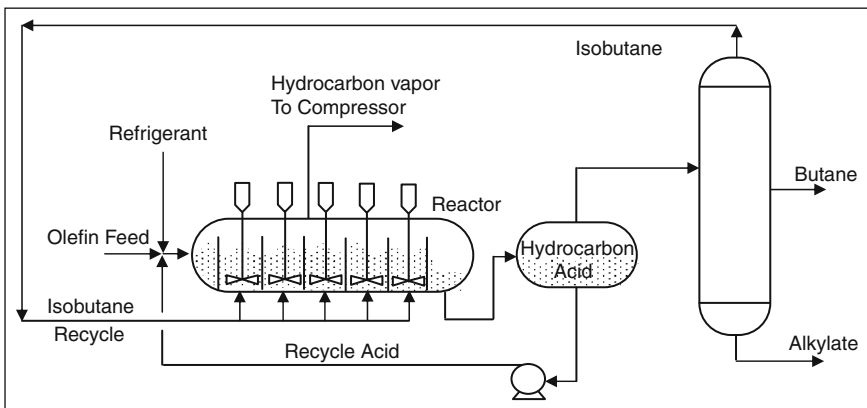 Isobutane
Hydrocarbon vapor
To Compressor
Refrigerant
Reactor
Butane
Olefin Feed
Hydrocarbon
Acid
Isobutane
Recycle
Recycle Acid
Alkylate